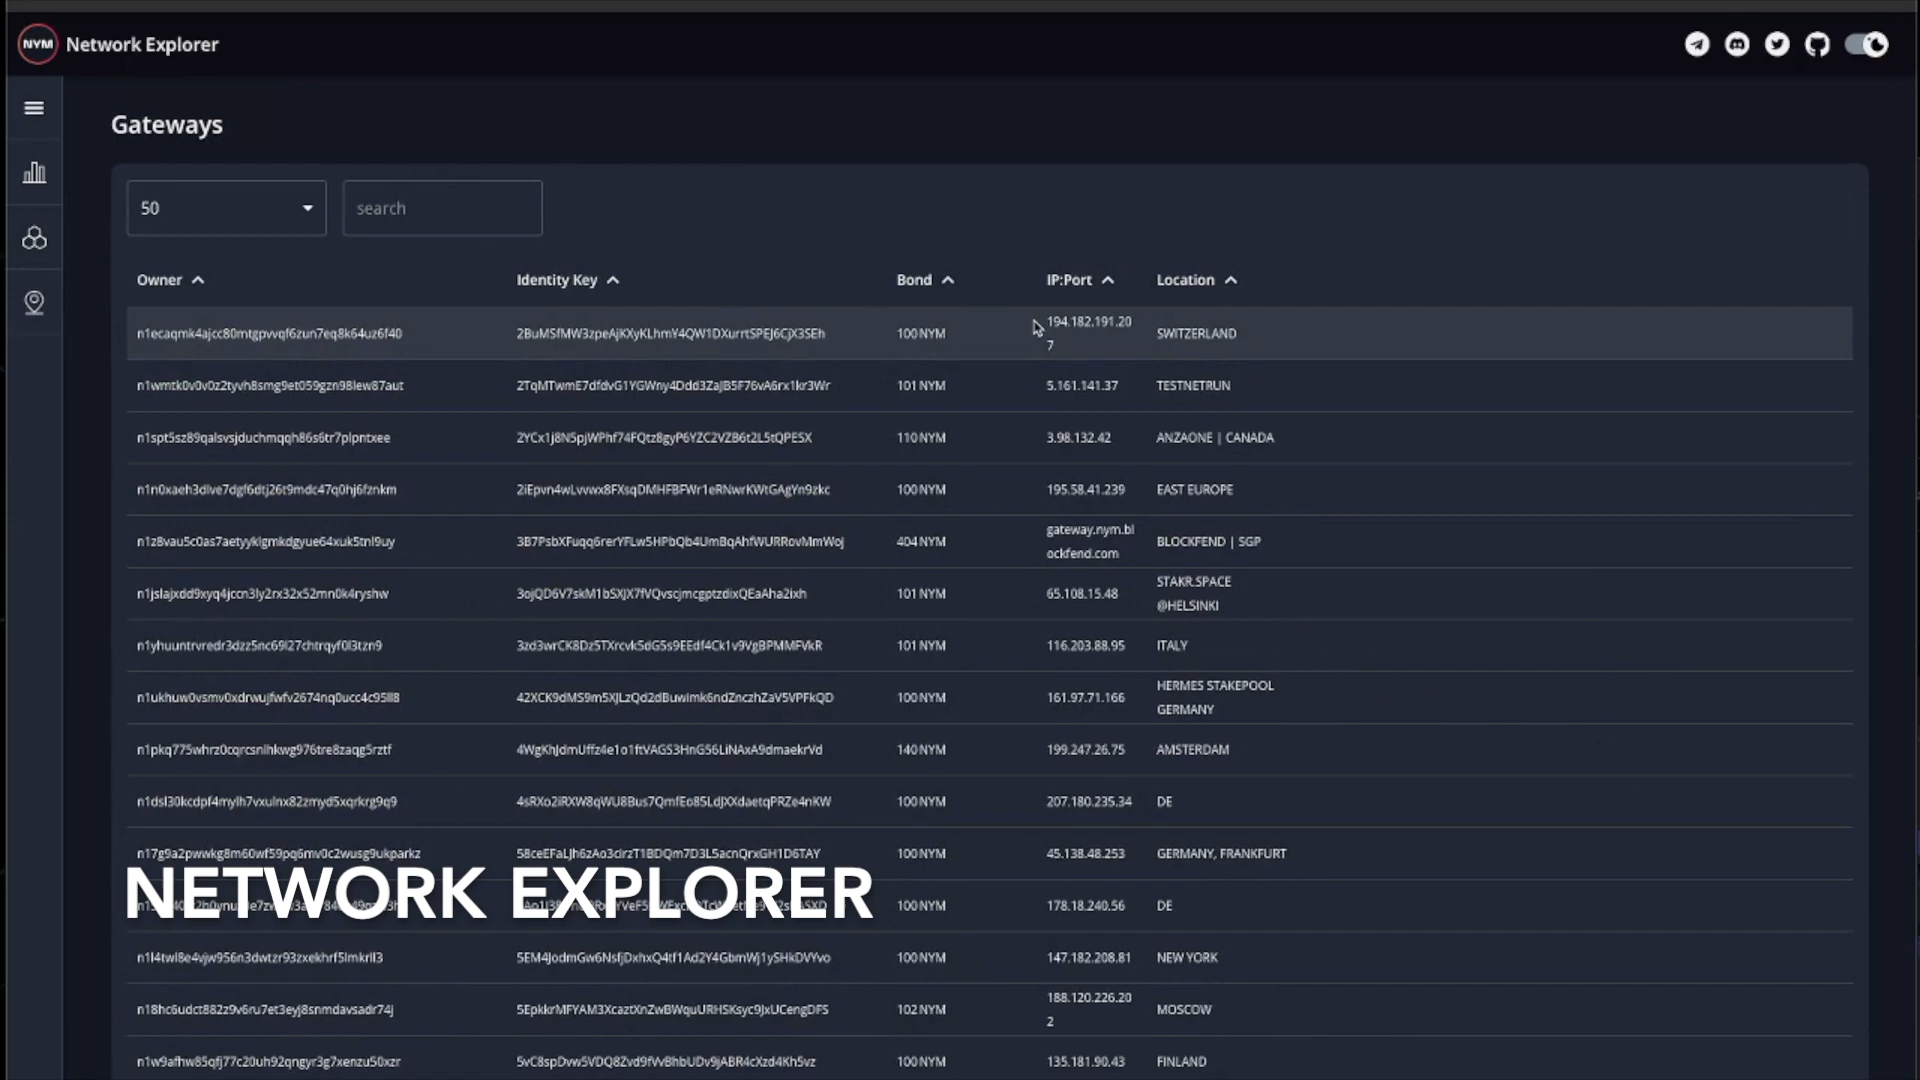 NYM Network Explorer
Gateways
50
search
Owner Identity Key Bond IP:Port Location
n1ecaqmk4ajcc80mtgpvvqf6zun7eq8k64uz6f40 2BuMSfMW3zpeAjKXyKLhmY4QW1DXurrtSPEJ6CjX3SEh 100 NYM 194.182.191.20
7 SWITZERLAND
n1wmtk0v0v0z2tyvh8smg9et059gzn98lew87aut 2TqMTwmE7dfdvG1YGWny4Ddd3ZaJB5F76vA6rx1kr3Wr 101 NYM 5.161.141.37 TESTNETRUN
n1spt5sz89qalsvsjduchmqqh86s6tr7plpntxee 2YCx1j8N5pjWPhf74FQtz8gyP6YZC2VZB6t2L5tQPESX 110 NYM 3.98.132.42 ANZAONE | CANADA
n1n0xaeh3dlve7dgf6dtj26t9mdc47q0hj6fznkm 2iEpvn4wLvvwx8FXsqDMHFBFWr1eRNwrKWtGAgYn9zkc 100 NYM 195.58.41.239 EAST EUROPE
n1z8vau5c0as7aetyyklgmkdgyue64xuk5tnl9uy 3B7PsbXFuqq6rerYFLw5HPbQb4UmBqAhfWURRovMmWoj 404 NYM gateway.nym.bl
ockfend.com BLOCKFEND | SGP
n1jslajxdd9xyq4jccn3ly2rx32x52mn0k4ryshw 3ojQD6V7skM1bSXJX7fVQvscjmcgptzdixQEaAha2ixh 101 NYM 65.108.15.48 STAKR.SPACE
@HELSINKI
n1yhuuntrvredr3dzz5nc69l27chtrqyf0l3tzn9 3zd3wrCK8Dz5TXrcvk5dG5s9EEdf4Ck1v9VgBPMMFVkR 101 NYM 116.203.88.95 ITALY
n1ukhuw0vsmv0xdrwujfwfv2674nq0ucc4c95ll8 42XCK9dMS9m5XJLzQd2dBuwimk6ndZnczhZaV5VPFkQD 100 NYM 161.97.71.166 HERMES STAKEPOOL
GERMANY
n1pkq775whrz0cqrcsnlhkwg976tre8zaqg5rztf 4WgKhJdmUffz4e1o1ftVAGS3HnG56LiNAxA9dmaekrVd 140 NYM 199.247.26.75 AMSTERDAM
n1dsl30kcdpf4mylh7vxulnx82zmyd5xqrkrg9q9 4sRXo2iRXW8qWU8Bus7QmfEo85LdJXXdaetqPRZe4nKW 100 NYM 207.180.235.34 DE
n17g9a2pwwkg8m60wf59pq6mv0c2wusg9ukparkz 58ceEFaLJh6zAo3cirzT1BDQm7D3L5acnQrxGH1D6TAY 100 NYM 45.138.48.253 GERMANY, FRANKFURT
NETWORK EXPLORER
100 NYM 178.18.240.56 DE
n1l4twl8e4vjw956n3dwtzr93zxekhrf5lmkrll3 5EM4JodmGw6NsfjDxhxQ4tf1Ad2Y4GbmWj1ySHkDVYvo 100 NYM 147.182.208.81 NEW YORK
n18hc6udct882z9v6ru7et3eyj8snmdavsadr74j 5EpkkrMFYAM3XcaztXnZwBWquURHSKsyc9JxUCengDFS 102 NYM 188.120.226.20
2 MOSCOW
n1w9afhw85qfj77c20uh92qngyr3g7xenzu50xzr 5vC8spDvw5VDQ8Zvd9fVvBhbUDv9jABR4cXzd4Kh5vz 100 NYM 135.181.90.43 FINLAND